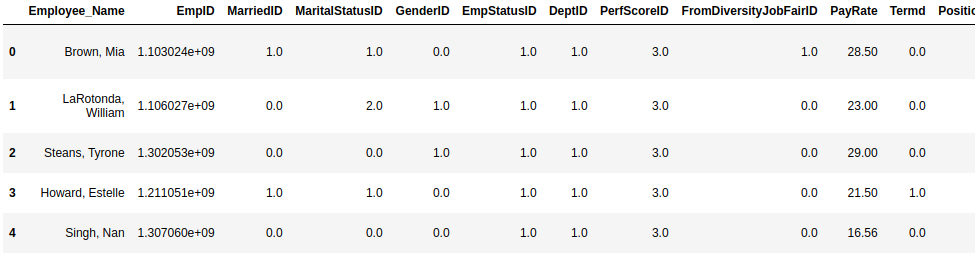 Employee_Name EmpID MarriedID MaritalStatusID GenderID EmpStatusID DeptID PerfScoreID FromDiversityJobFairID PayRate Termd Positic
0 Brown, Mia 1.103024e+09 1.0 1.0 0.0 1.0 1.0 3.0 1.0 28.50 0.0
1 LaRotonda, William 1.106027e+09 0.0 2.0 1.0 1.0 1.0 3.0 0.0 23.00 0.0
2 Steans, Tyrone 1.302053e+09 0.0 0.0 1.0 1.0 1.0 3.0 0.0 29.00 0.0
3 Howard, Estelle 1.211051e+09 1.0 1.0 0.0 1.0 1.0 3.0 0.0 21.50 1.0
4 Singh, Nan 1.307060e+09 0.0 0.0 0.0 1.0 1.0 3.0 0.0 16.56 0.0